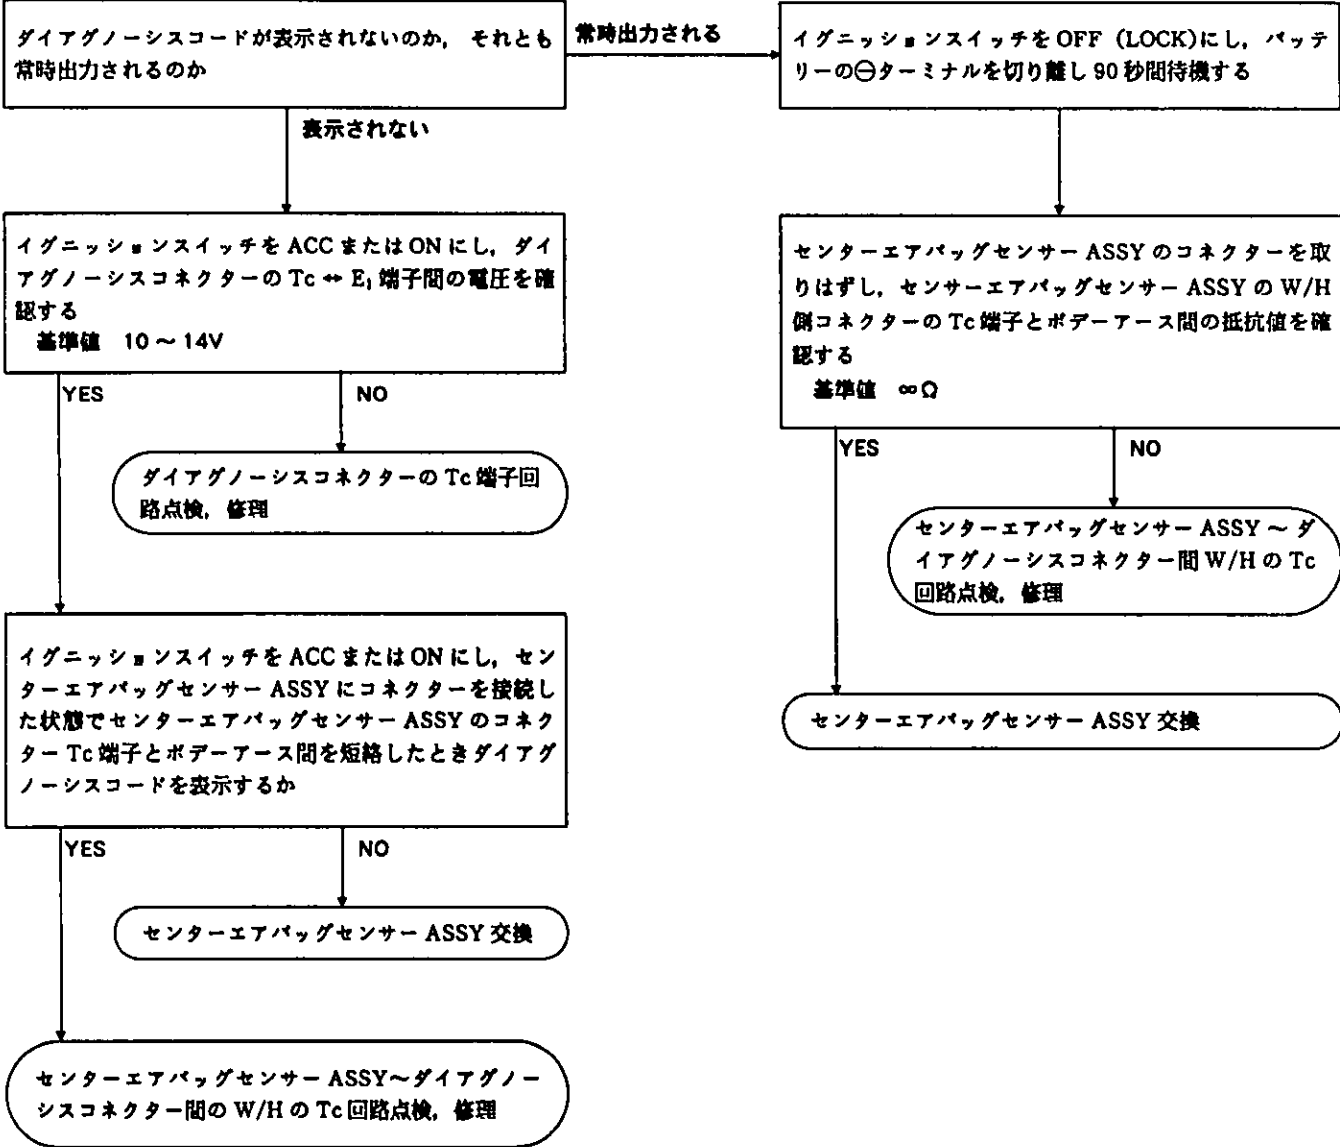 ダイアグノーシスコードが表示されないのか，それとも
常時出力されるのか
常時出力される
イグニッションスイッチをOFF (LOCK)にし，バッテ
リーの⊖ターミナルを切り離し90秒間待機する
表示されない
イグニッションスイッチをACCまたはONにし，ダイ
アグノーシスコネクターのTc ↔ E₁端子間の電圧を確
認する
基準値 10～14V
YES
NO
ダイアグノーシスコネクターのTc端子回
路点検，修理
センターエアバッグセンサーASSYのコネクターを取
りはずし，センサーエアバッグセンサーASSYのW/H
側コネクターのTc端子とボデーアース間の抵抗値を確
認する
基準値 ∞Ω
YES
NO
センターエアバッグセンサーASSY～ダ
イアグノーシスコネクター間W/HのTc
回路点検，修理
センターエアバッグセンサーASSY交換
イグニッションスイッチをACCまたはONにし，セン
ターエアバッグセンサーASSYにコネクターを接続し
た状態でセンターエアバッグセンサーASSYのコネク
ターTc端子とボデーアース間を短絡したときダイアグ
ノーシスコードを表示するか
YES
NO
センターエアバッグセンサーASSY交換
センターエアバッグセンサーASSY～ダイアグノー
シスコネクター間のW/HのTc回路点検，修理